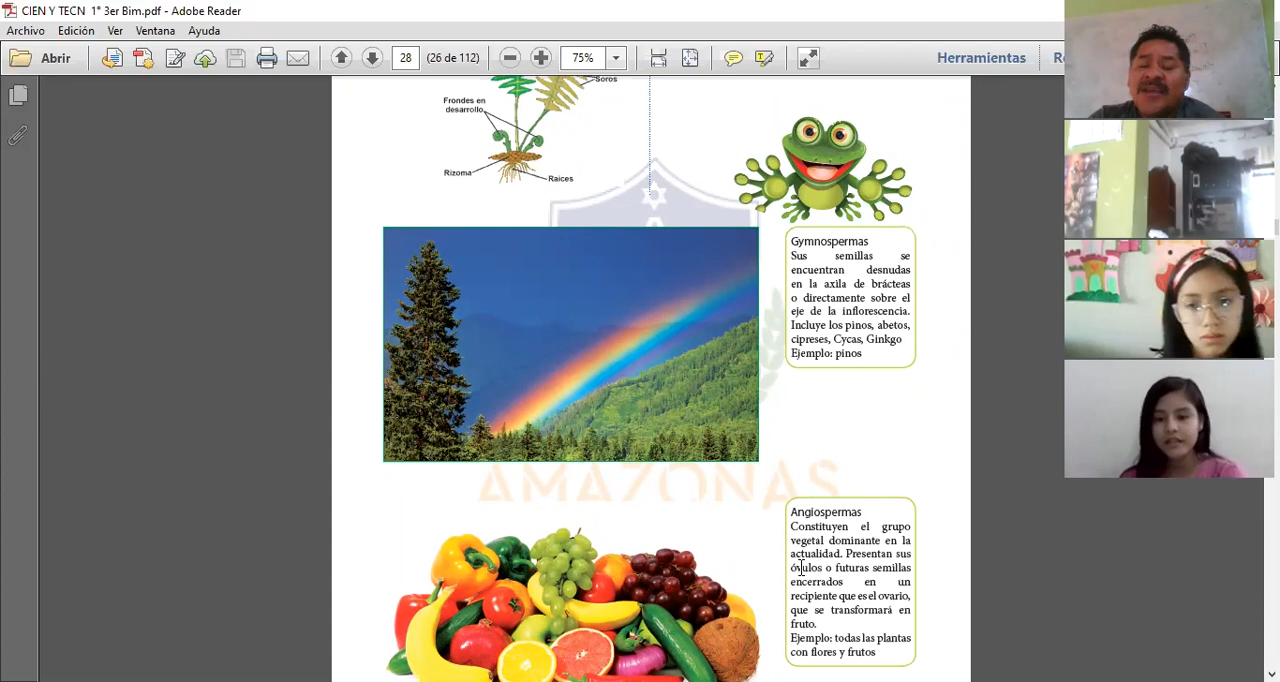 CIEN Y TECN 1° 3er Bim.pdf - Adobe Reader
Archivo Edición Ver Ventana Ayuda
Abrir 28 (26 de 112) 75% Herramientas
Soros
Frondes en
desarrollo
Rizoma
Raices
Gymnospermas
Sus semillas se
encuentran desnudas
en la axila de brácteas
o directamente sobre el
eje de la inflorescencia.
Incluye los pinos, abetos,
cipreses, Cycas, Ginkgo
Ejemplo: pinos
AMAZONAS
Angiospermas
Constituyen el grupo
vegetal dominante en la
actualidad. Presentan sus
óvulos o futuras semillas
encerrados en un
recipiente que es el ovario,
que se transformará en
fruto.
Ejemplo: todas las plantas
con flores y frutos